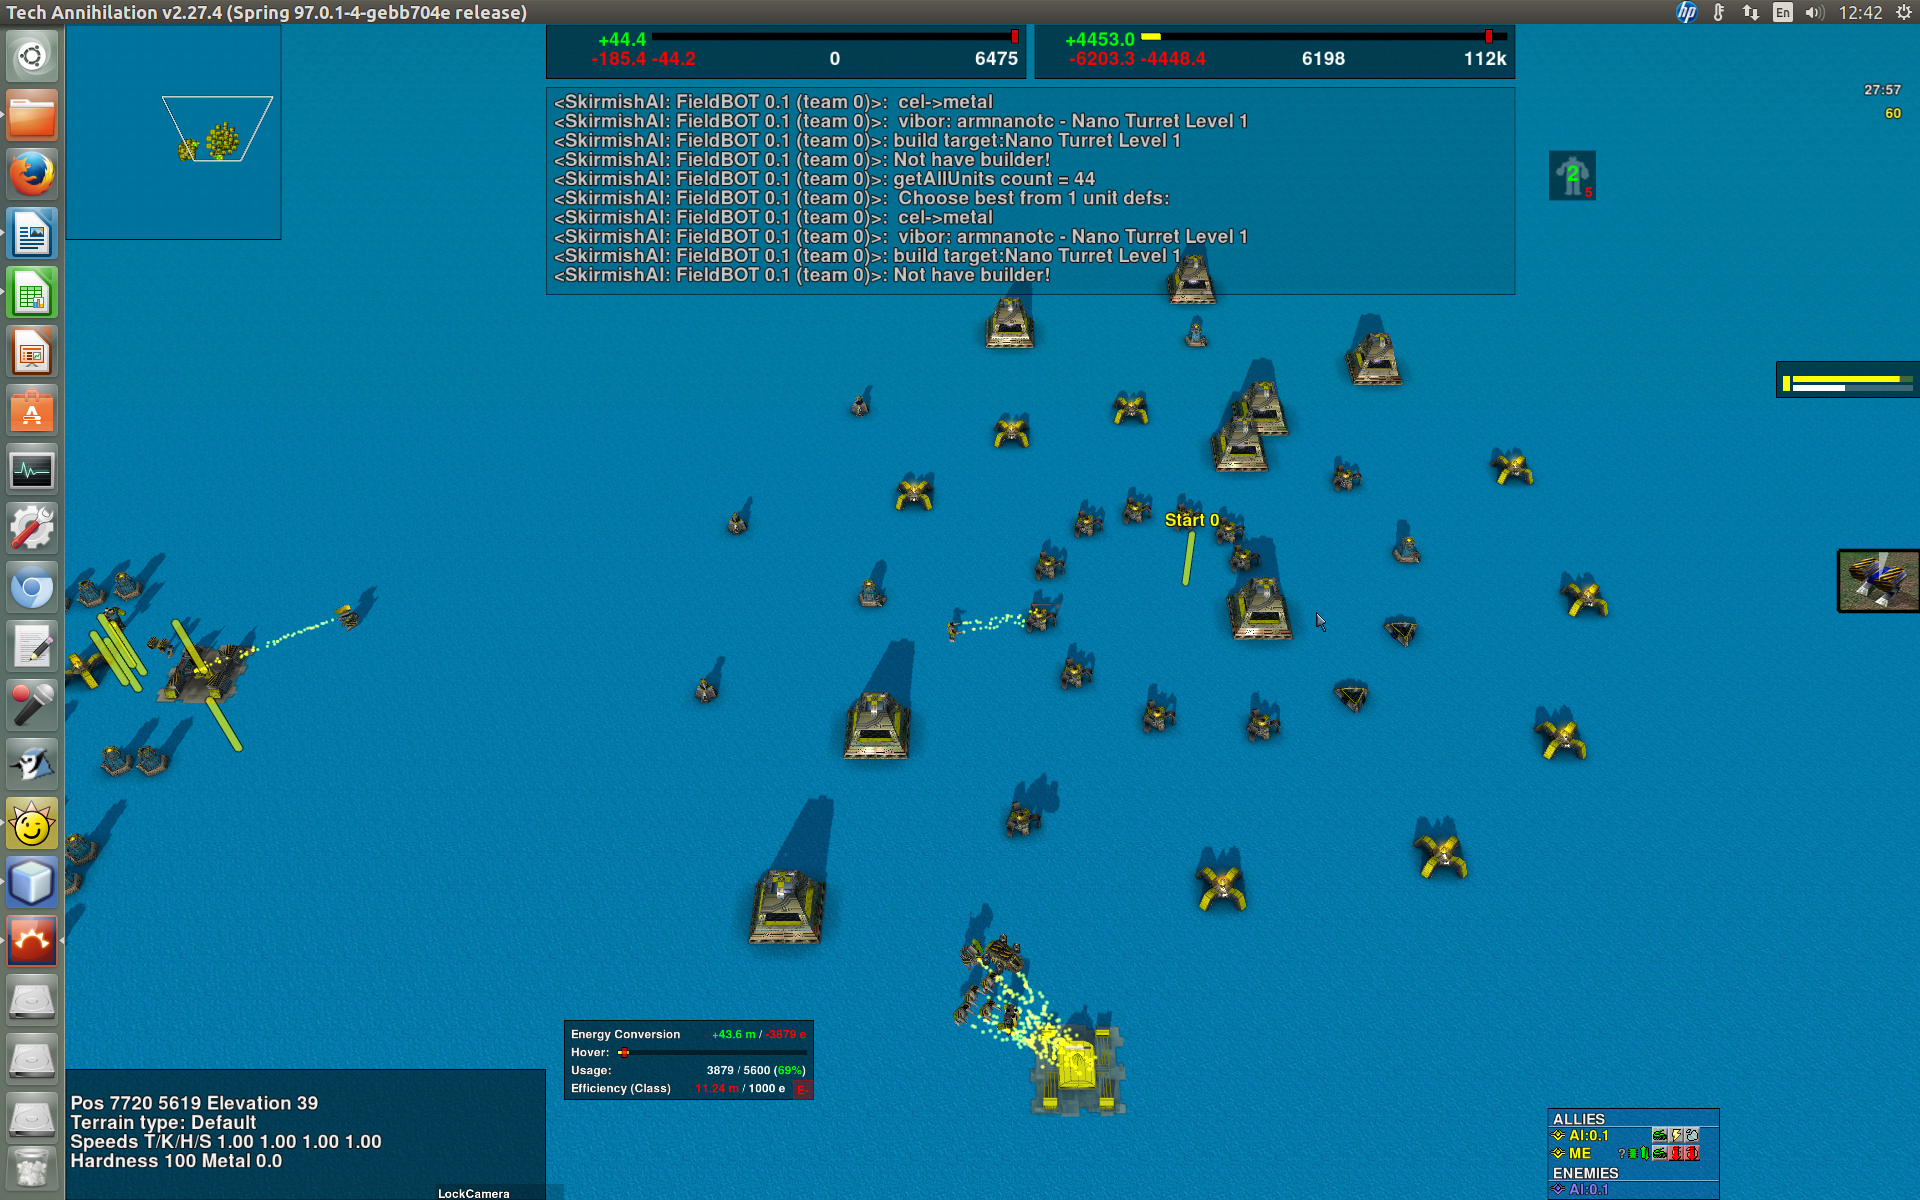 Tech Annihilation v2.27.4 (Spring 97.0.1-4-gebb704e release)
hp En 12:42
+44.4
-185.4 -44.2 0 6475
+4453.0
-6203.3 -4448.4 6198 112k
27:57
60
<SkirmishAI: FieldBOT 0.1 (team 0)>: cel->metal
<SkirmishAI: FieldBOT 0.1 (team 0)>: vibor: armnanotc - Nano Turret Level 1
<SkirmishAI: FieldBOT 0.1 (team 0)>: build target:Nano Turret Level 1
<SkirmishAI: FieldBOT 0.1 (team 0)>: Not have builder!
<SkirmishAI: FieldBOT 0.1 (team 0)>: getAllUnits count = 44
<SkirmishAI: FieldBOT 0.1 (team 0)>: Choose best from 1 unit defs:
<SkirmishAI: FieldBOT 0.1 (team 0)>: cel->metal
<SkirmishAI: FieldBOT 0.1 (team 0)>: vibor: armnanotc - Nano Turret Level 1
<SkirmishAI: FieldBOT 0.1 (team 0)>: build target:Nano Turret Level 1
<SkirmishAI: FieldBOT 0.1 (team 0)>: Not have builder!
2
5
Start 0
Energy Conversion +43.6 m / -3879 e
Hover:
Usage: 3879 / 5600 (69%)
Efficiency (Class) 11.24 m / 1000 e E-
Pos 7720 5619 Elevation 39
Terrain type: Default
Speeds T/K/H/S 1.00 1.00 1.00 1.00
Hardness 100 Metal 0.0
LockCamera
ALLIES
AI:0.1
ME ?
ENEMIES
AI:0.1